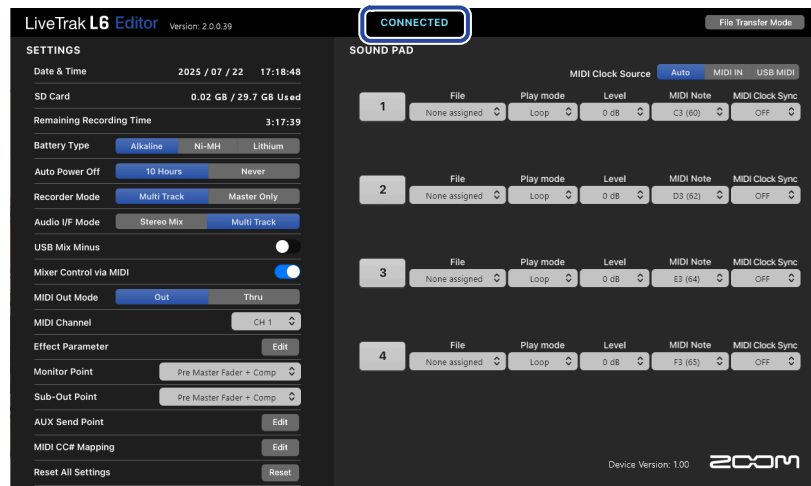 LiveTrak L6 Editor Version: 2.0.0.39
CONNECTED
File Transfer Mode
SETTINGS
Date & Time 2025 / 07 / 22 17:18:48
SD Card 0.02 GB / 29.7 GB Used
Remaining Recording Time 3:17:39
Battery Type Alkaline Ni-MH Lithium
Auto Power Off 10 Hours Never
Recorder Mode Multi Track Master Only
Audio I/F Mode Stereo Mix Multi Track
USB Mix Minus
Mixer Control via MIDI
MIDI Out Mode Out Thru
MIDI Channel CH 1
Effect Parameter Edit
Monitor Point Pre Master Fader + Comp
Sub-Out Point Pre Master Fader + Comp
AUX Send Point Edit
MIDI CC# Mapping Edit
Reset All Settings Reset
SOUND PAD
MIDI Clock Source Auto MIDI IN USB MIDI
File Play mode Level MIDI Note MIDI Clock Sync
1 None assigned Loop 0 dB C3 (60) OFF
File Play mode Level MIDI Note MIDI Clock Sync
2 None assigned Loop 0 dB D3 (62) OFF
File Play mode Level MIDI Note MIDI Clock Sync
3 None assigned Loop 0 dB E3 (64) OFF
File Play mode Level MIDI Note MIDI Clock Sync
4 None assigned Loop 0 dB F3 (65) OFF
Device Version: 1.00 ZOOM